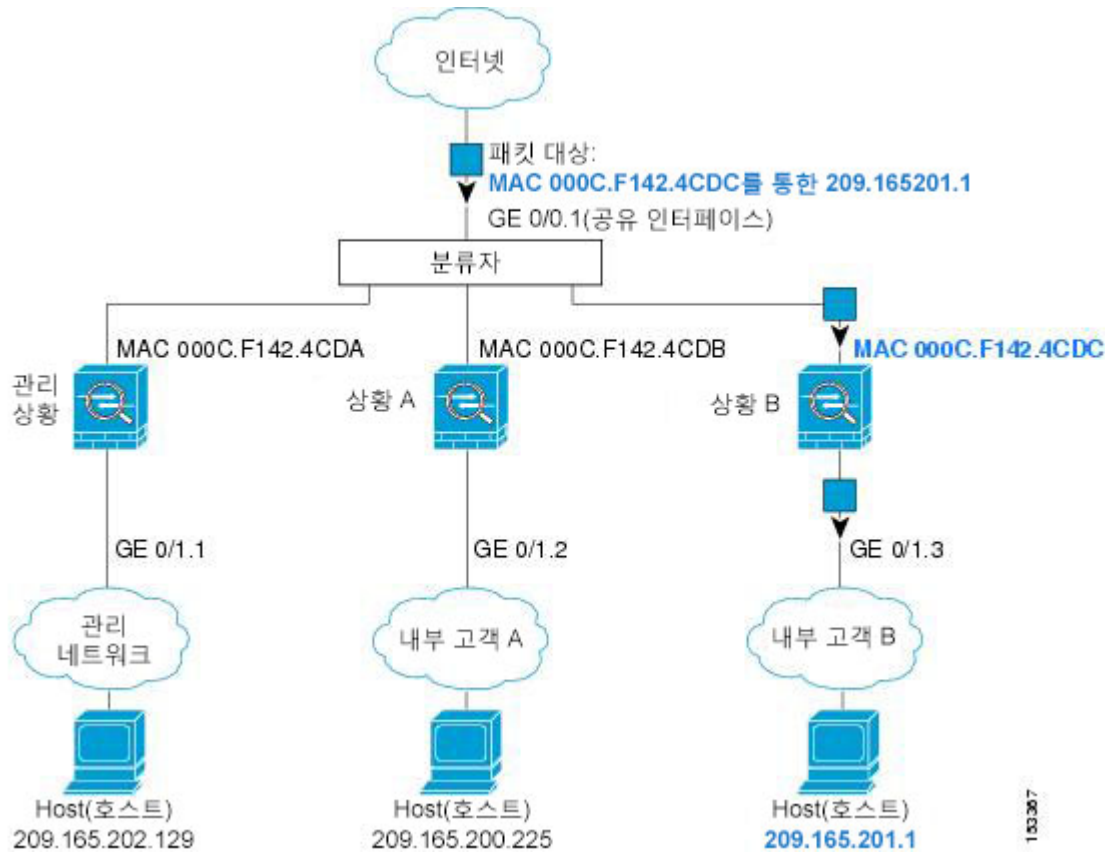 인터넷
패킷 대상:
MAC 000C.F142.4CDC를 통한 209.165201.1
GE 0/0.1(공유 인터페이스)
분류자
MAC 000C.F142.4CDA
MAC 000C.F142.4CDB
MAC 000C.F142.4CDC
관리
상황
상황 A
상황 B
GE 0/1.1
GE 0/1.2
GE 0/1.3
관리
네트워크
내부 고객 A
내부 고객 B
Host(호스트)
209.165.202.129
Host(호스트)
209.165.200.225
Host(호스트)
209.165.201.1
153367